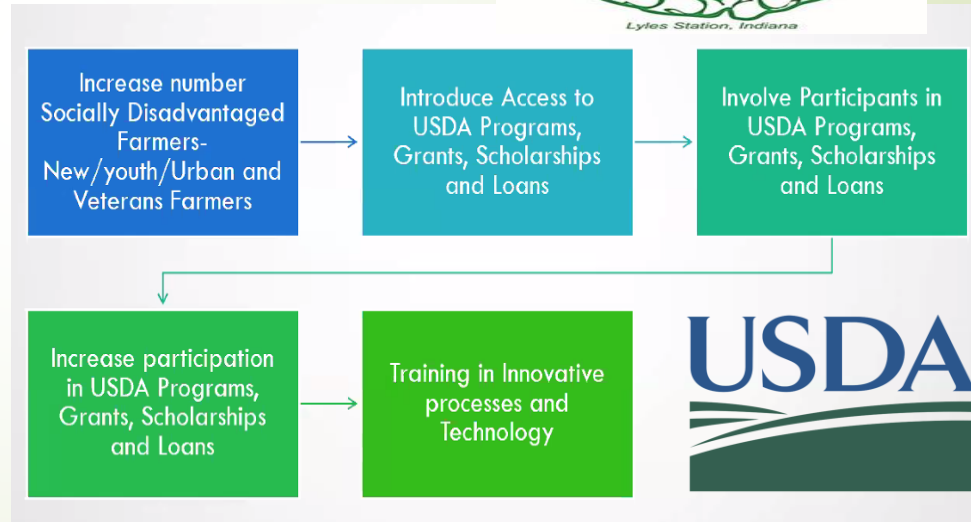 Lyles Station, Indiana
Increase number
Socially Disadvantaged
Farmers-
New/youth/Urban and
Veterans Farmers
Introduce Access to
USDA Programs,
Grants, Scholarships
and Loans
Involve Participants in
USDA Programs,
Grants, Scholarships
and Loans
Increase participation
in USDA Programs,
Grants, Scholarships
and Loans
Training in Innovative
processes and
Technology
USDA